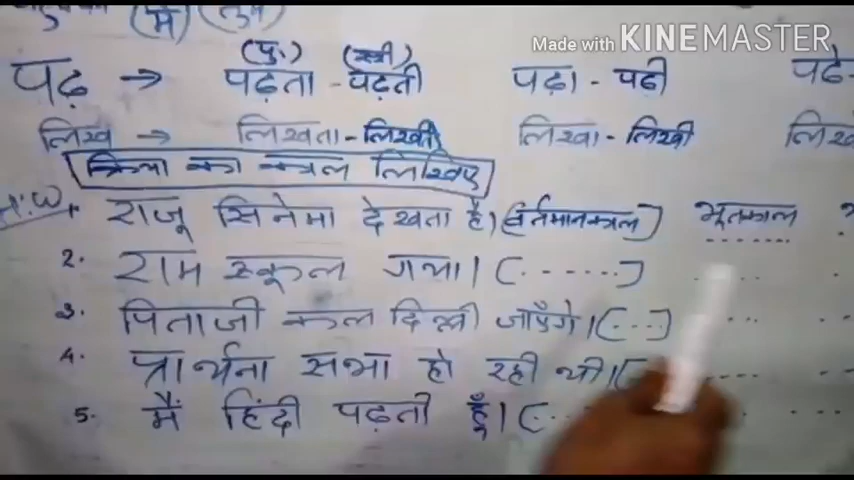 (मैं) (तुम)
Made with KINEMASTER
(पु.) (स्त्री)
पढ़ → पढ़ता - पढ़ती पढ़ा - पढी पढे-
लिख → लिखता - लिखती लिखा - लिखी लिख
क्रिया का काल लिखिए
H.W 1. राजू सिनेमा देखता है। (वर्तमानकाल) भूतकाल
2. राम स्कूल गया। (......)
3. पिताजी कल दिल्ली जाएँगे। (....)
4. प्रार्थना सभा हो रही थी। (
5. मैं हिंदी पढ़ती हूँ। (...